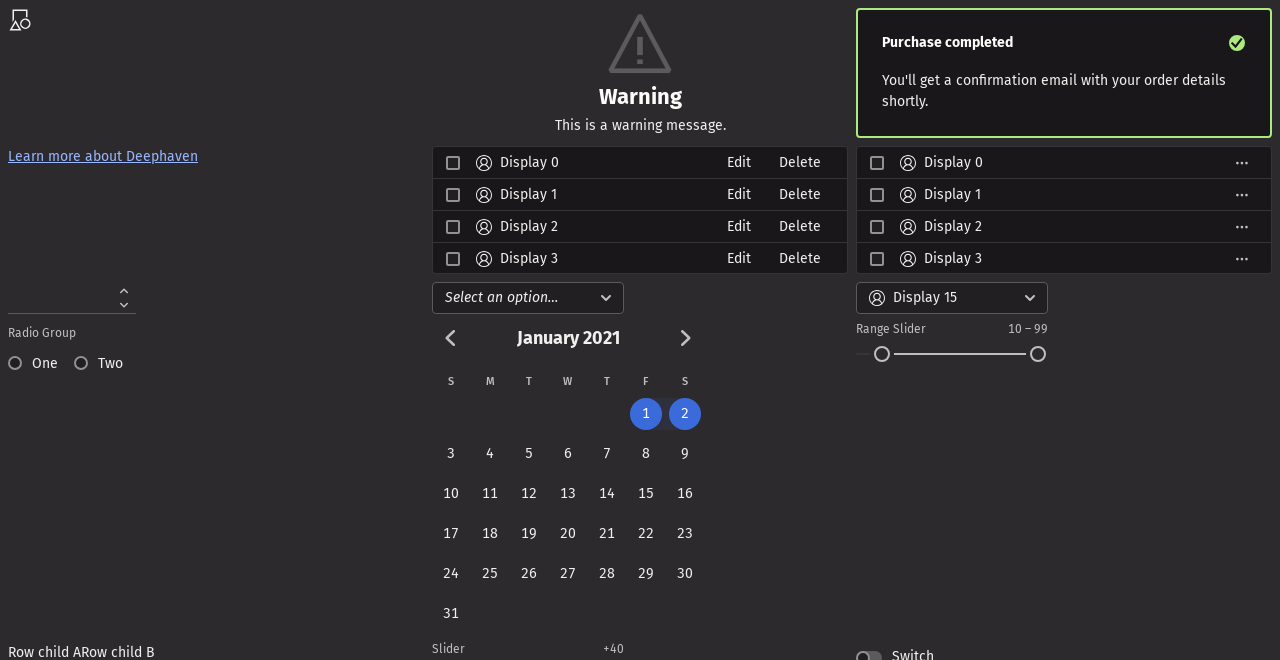 Warning
This is a warning message.
Purchase completed
You'll get a confirmation email with your order details
shortly.
Learn more about Deephaven
Display 0 Edit Delete
Display 1 Edit Delete
Display 2 Edit Delete
Display 3 Edit Delete
Display 0
Display 1
Display 2
Display 3
Select an option...
Display 15
Radio Group
One Two
January 2021
S M T W T F S
1 2
3 4 5 6 7 8 9
10 11 12 13 14 15 16
17 18 19 20 21 22 23
24 25 26 27 28 29 30
31
Range Slider 10 – 99
Row child ARow child B
Slider +40
Switch